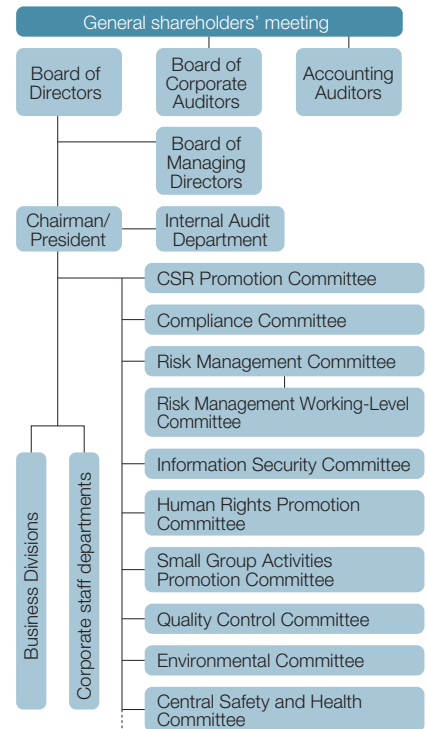 General shareholders' meeting
Board of
Directors
Board of
Corporate
Auditors
Accounting
Auditors
Board of
Managing
Directors
Chairman/
President
Internal Audit
Department
CSR Promotion Committee
Compliance Committee
Risk Management Committee
Risk Management Working-Level
Committee
Information Security Committee
Human Rights Promotion
Committee
Small Group Activities
Promotion Committee
Quality Control Committee
Environmental Committee
Central Safety and Health
Committee
Business Divisions
Corporate staff departments